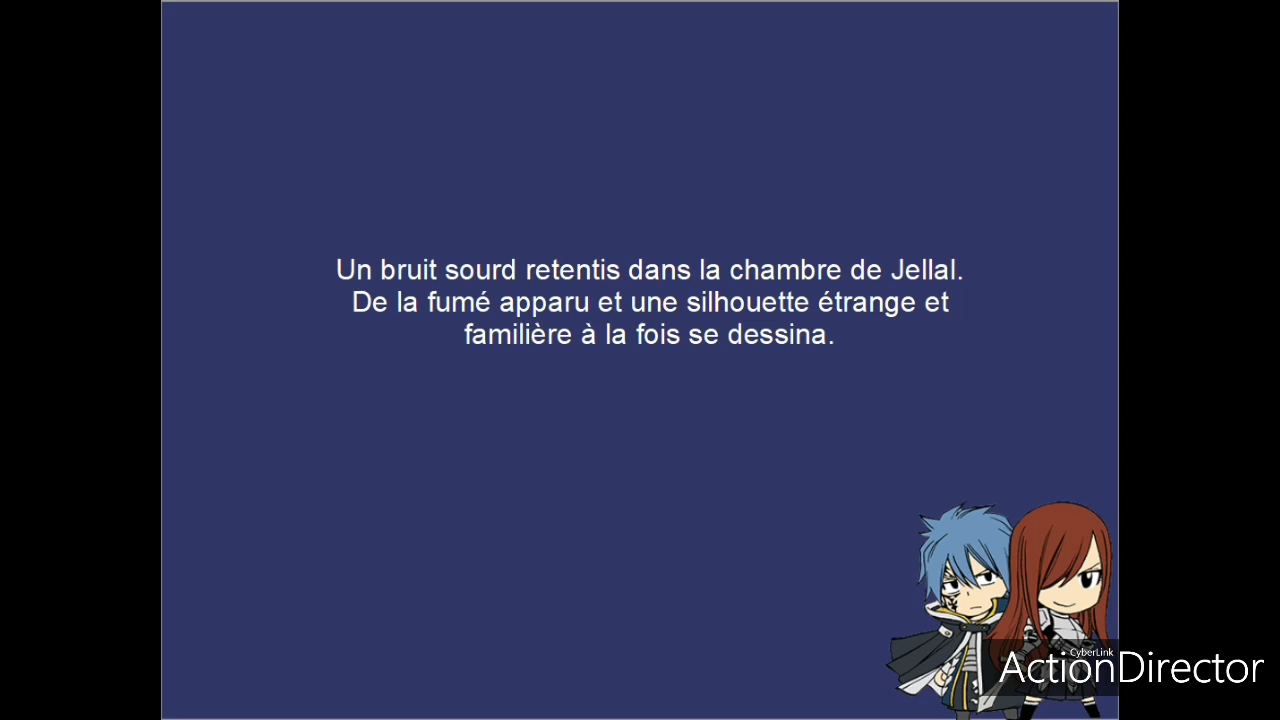 Un bruit sourd retentis dans la chambre de Jellal.
De la fumé apparu et une silhouette étrange et
familière à la fois se dessina.
CyberLink
ActionDirector